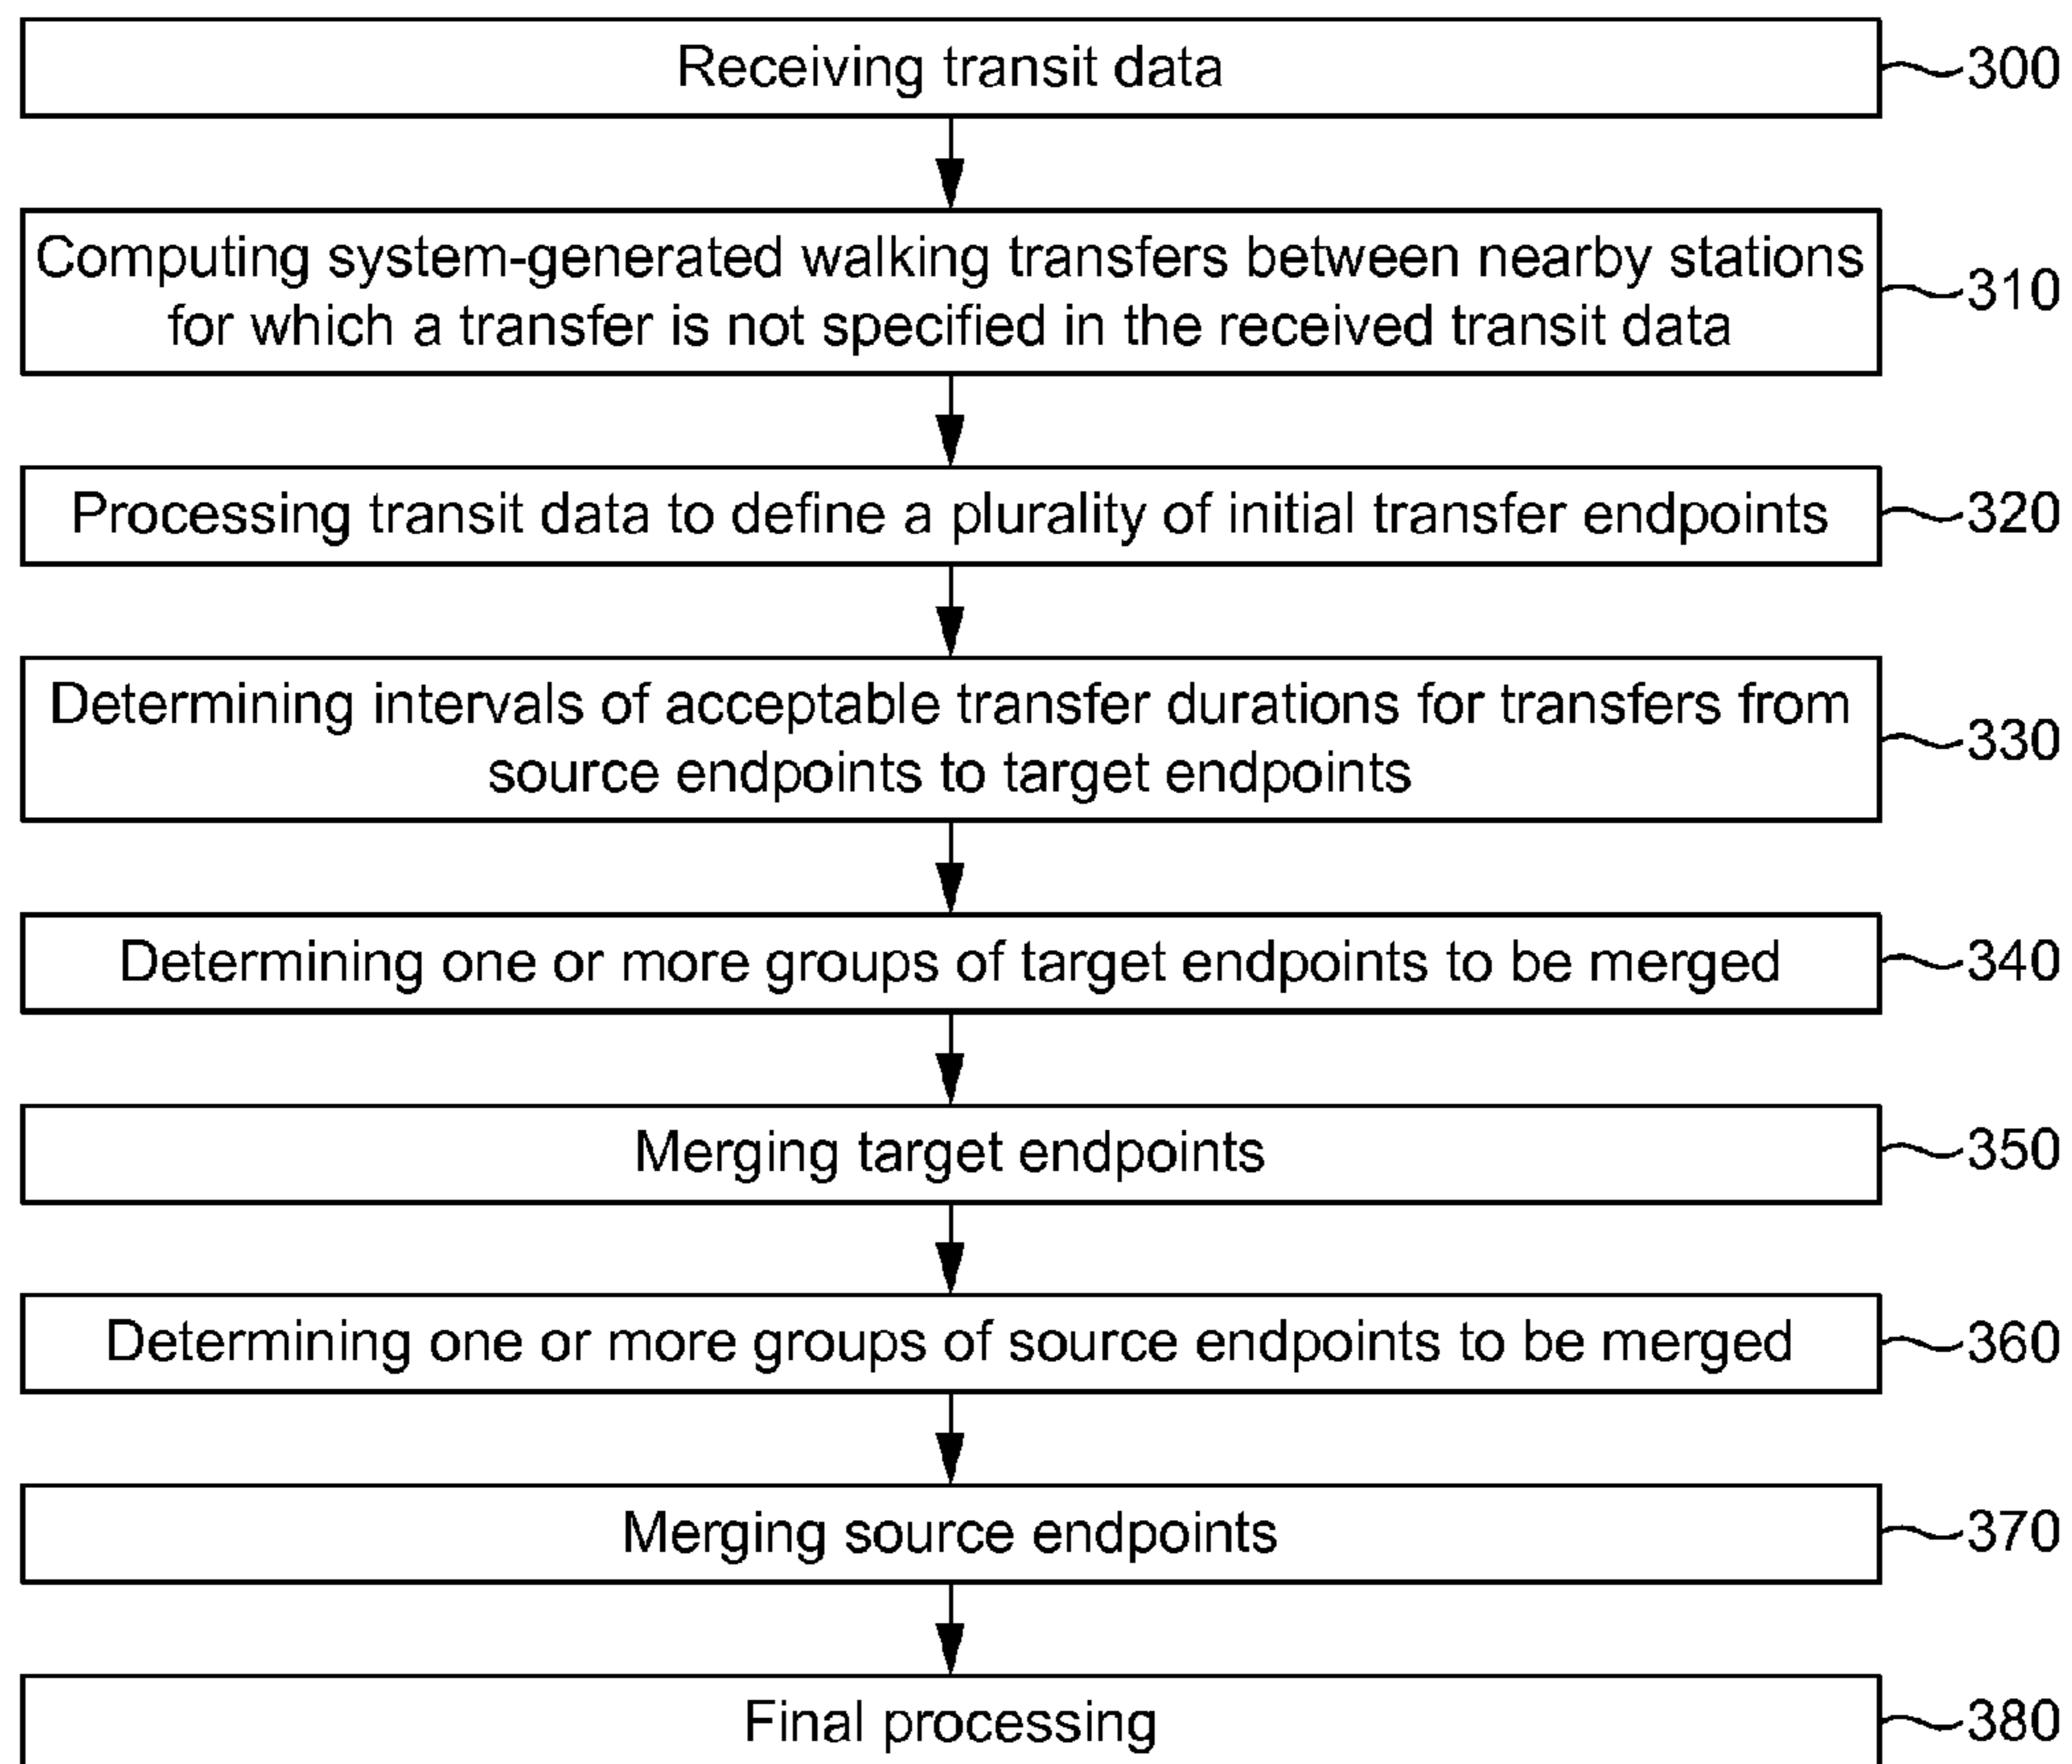 Receiving transit data
300
Computing system-generated walking transfers between nearby stations
for which a transfer is not specified in the received transit data
310
Processing transit data to define a plurality of initial transfer endpoints
320
Determining intervals of acceptable transfer durations for transfers from
source endpoints to target endpoints
330
Determining one or more groups of target endpoints to be merged
340
Merging target endpoints
350
Determining one or more groups of source endpoints to be merged
360
Merging source endpoints
370
Final processing
380